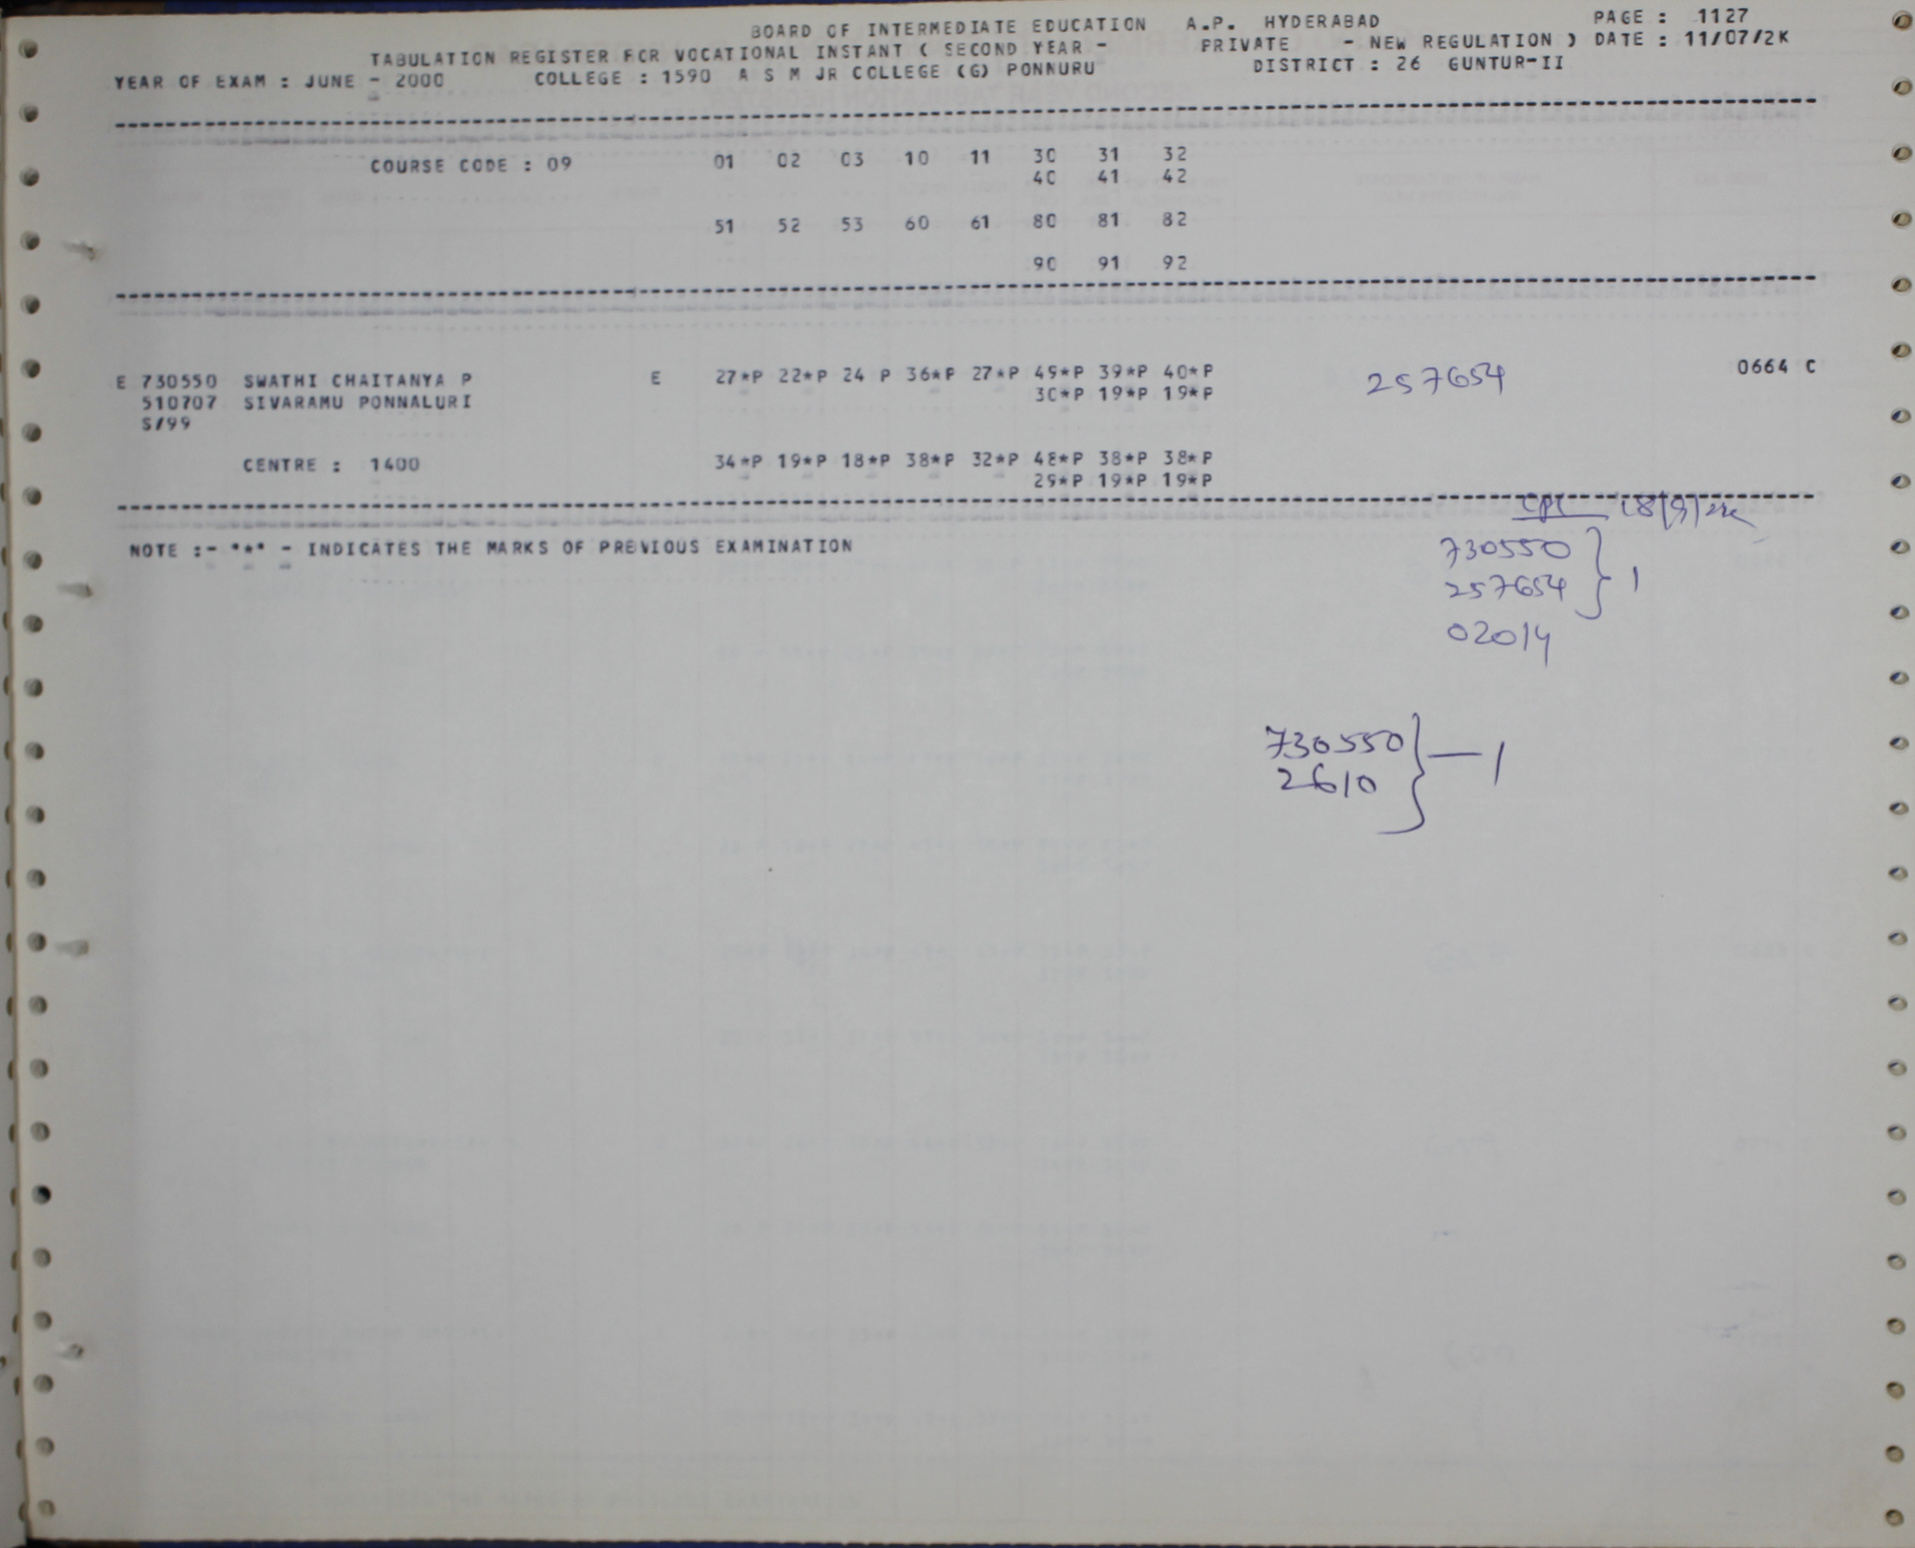 BOARD OF INTERMEDIATE EDUCATION A.P. HYDERABAD PAGE : 1127
TABULATION REGISTER FOR VOCATIONAL INSTANT ( SECOND YEAR - PRIVATE - NEW REGULATION ) DATE : 11/07/2K
YEAR OF EXAM : JUNE - 2000 COLLEGE : 1590 A S M JR COLLEGE (G) PONNURU DISTRICT : 26 GUNTUR-II
COURSE CODE : 09 01 02 03 10 11 30 31 32
40 41 42
51 52 53 60 61 80 81 82
90 91 92
E 730550 SWATHI CHAITANYA P E 27*P 22*P 24 P 36*P 27*P 49*P 39*P 40*P 257654 0664 C
510707 SIVARAMU PONNALURI 30*P 19*P 19*P
S/99
CENTRE : 1400 34*P 19*P 18*P 38*P 32*P 48*P 38*P 38*P
29*P 19*P 19*P
NOTE :- "*" - INDICATES THE MARKS OF PREVIOUS EXAMINATION
730550
257654 } 1
02014
730550
2610 } — 1